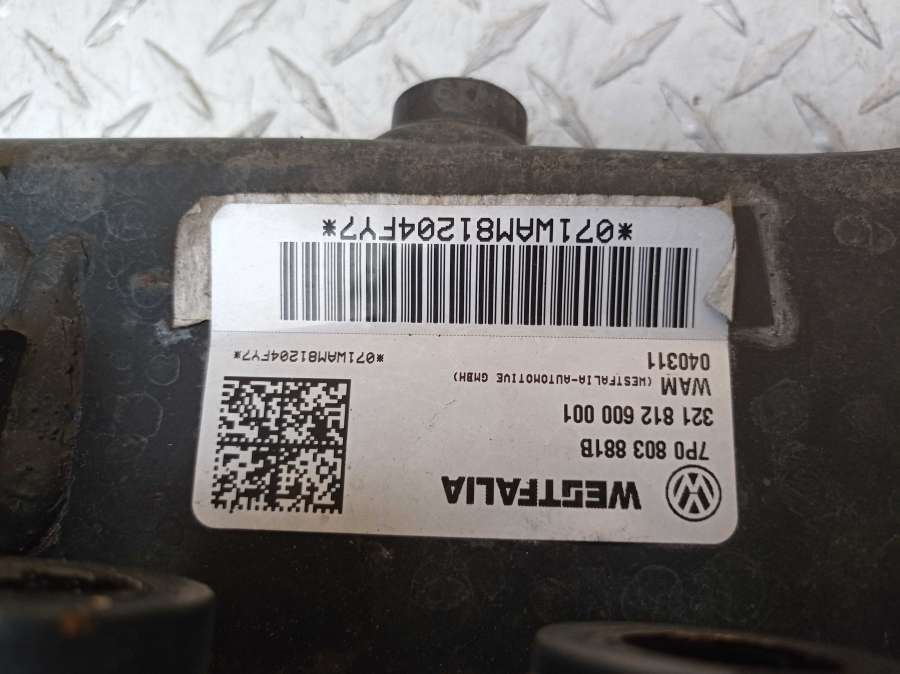 WESTFALIA
7P0 803 881B
321 812 600 001
WAM (WESTFALIA-AUTOMOTIVE GMBH)
040311
*071WAM81204FY7*
*071WAM81204FY7*